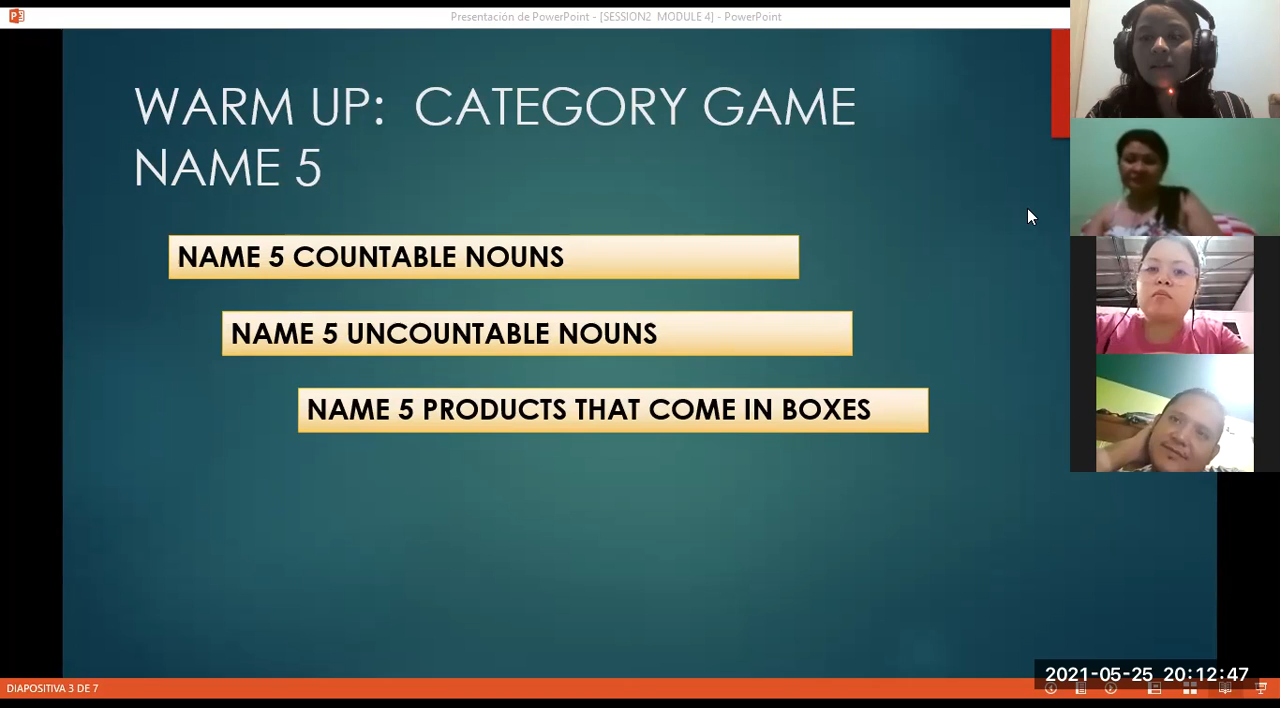 Presentación de PowerPoint - [SESSION2 MODULE 4] - PowerPoint
WARM UP: CATEGORY GAME
NAME 5
NAME 5 COUNTABLE NOUNS
NAME 5 UNCOUNTABLE NOUNS
NAME 5 PRODUCTS THAT COME IN BOXES
2021-05-25 20:12:47
DIAPOSITIVA 3 DE 7